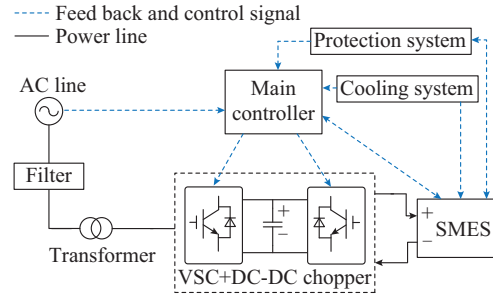 Feed back and control signal
Power line
Protection system
AC line
Main
controller
Cooling system
Filter
Transformer
+
−
+
−
SMES
VSC+DC-DC chopper